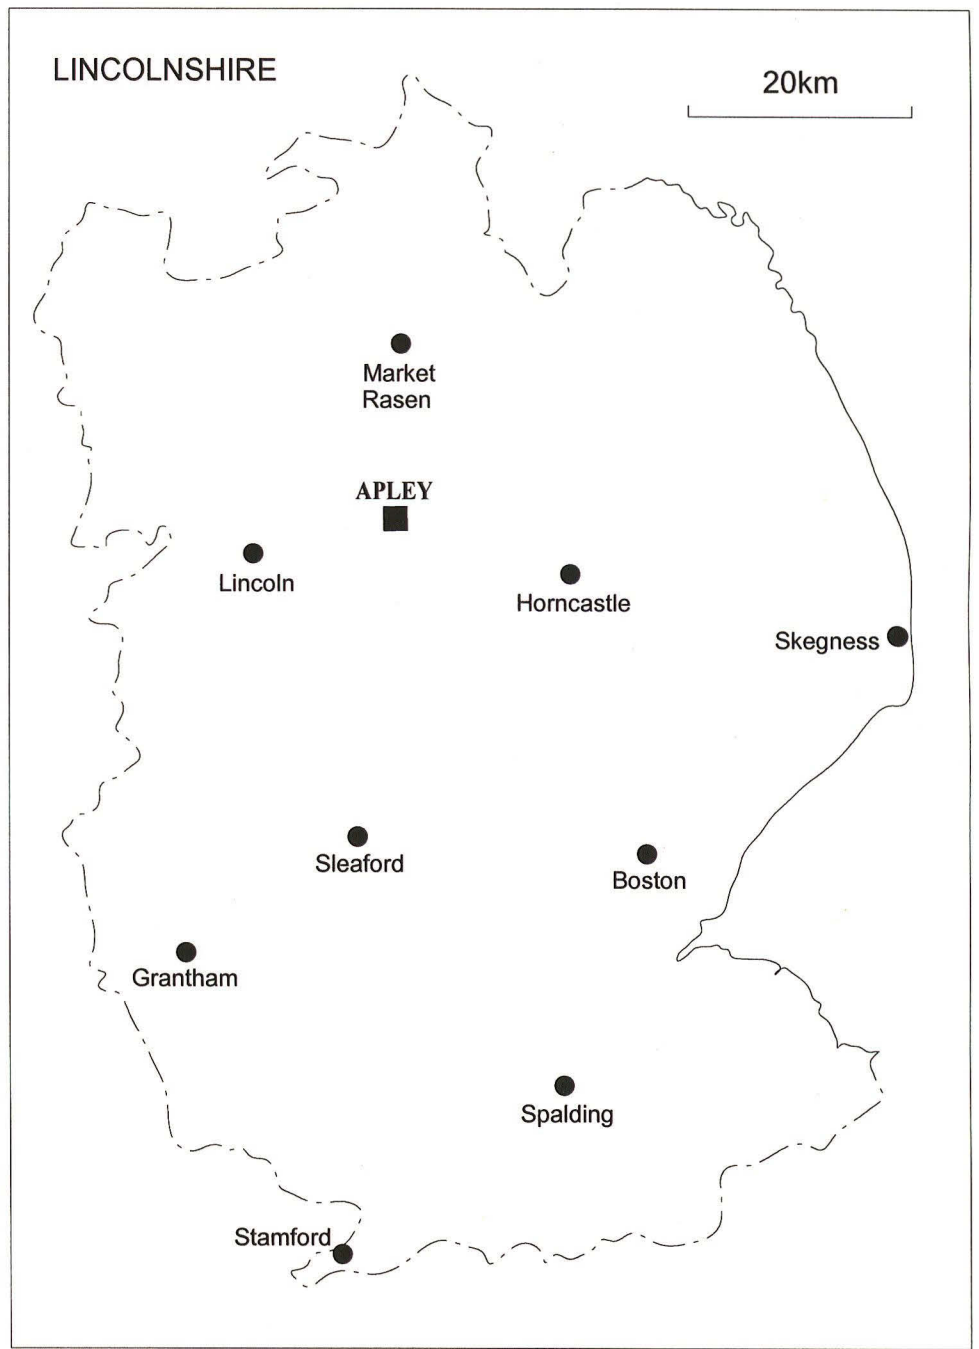 LINCOLNSHIRE
20km
Market
Rasen
APLEY
Lincoln
Horncastle
Skegness
Sleaford
Boston
Grantham
Spalding
Stamford